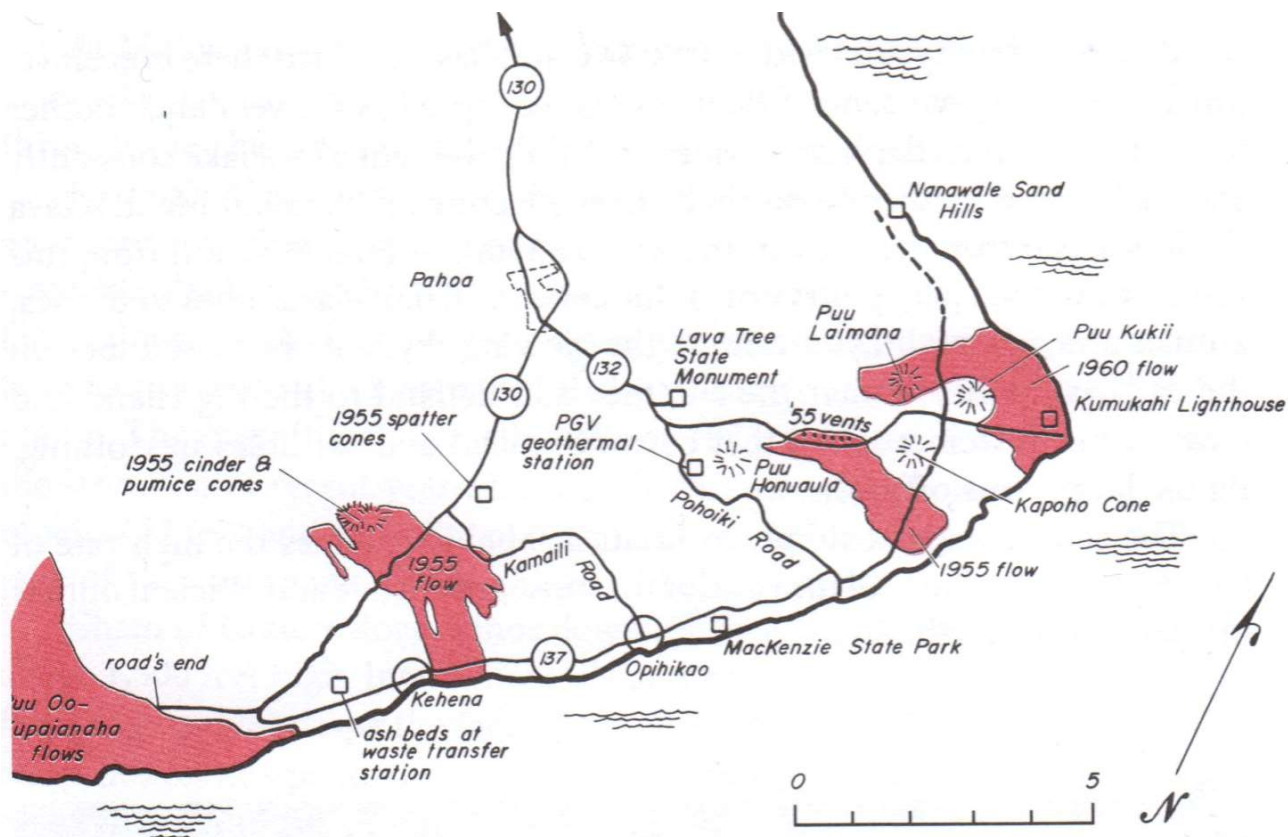 130
Nanawale Sand
Hills
Pahoa
Puu
Laimana
Puu Kukii
1960 flow
Kumukahi Lighthouse
Lava Tree
State
Monument
132
130
1955 spatter
cones
PGV
geothermal
station
'55 vents
Puu
Honuaula
Kapoho Cone
1955 cinder &
pumice cones
Pohoiki
Road
1955
flow
Kamaili
Road
1955 flow
MacKenzie State Park
Opihikao
137
road's end
Kehena
Oo-
flows
ash beds at
waste transfer
station
0 5
N